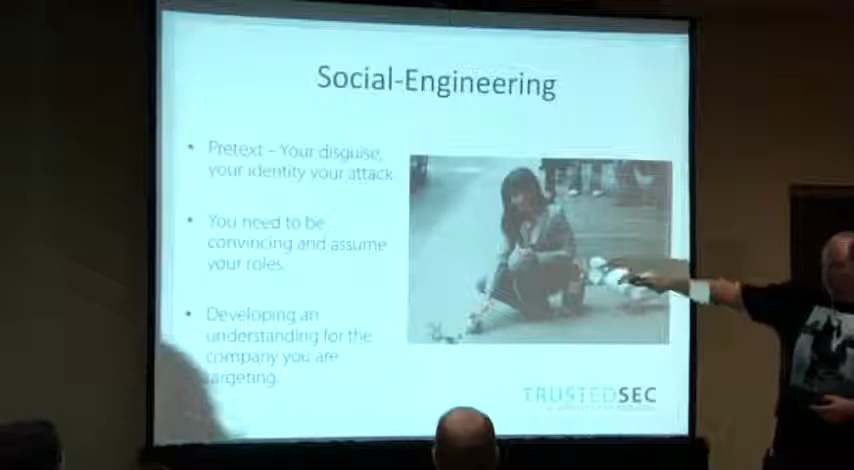 Social-Engineering
• Pretext – Your disguise,
your identity your attack.
• You need to be
convincing and assume
your roles.
• Developing an
understanding for the
company you are
targeting.
TRUSTEDSEC